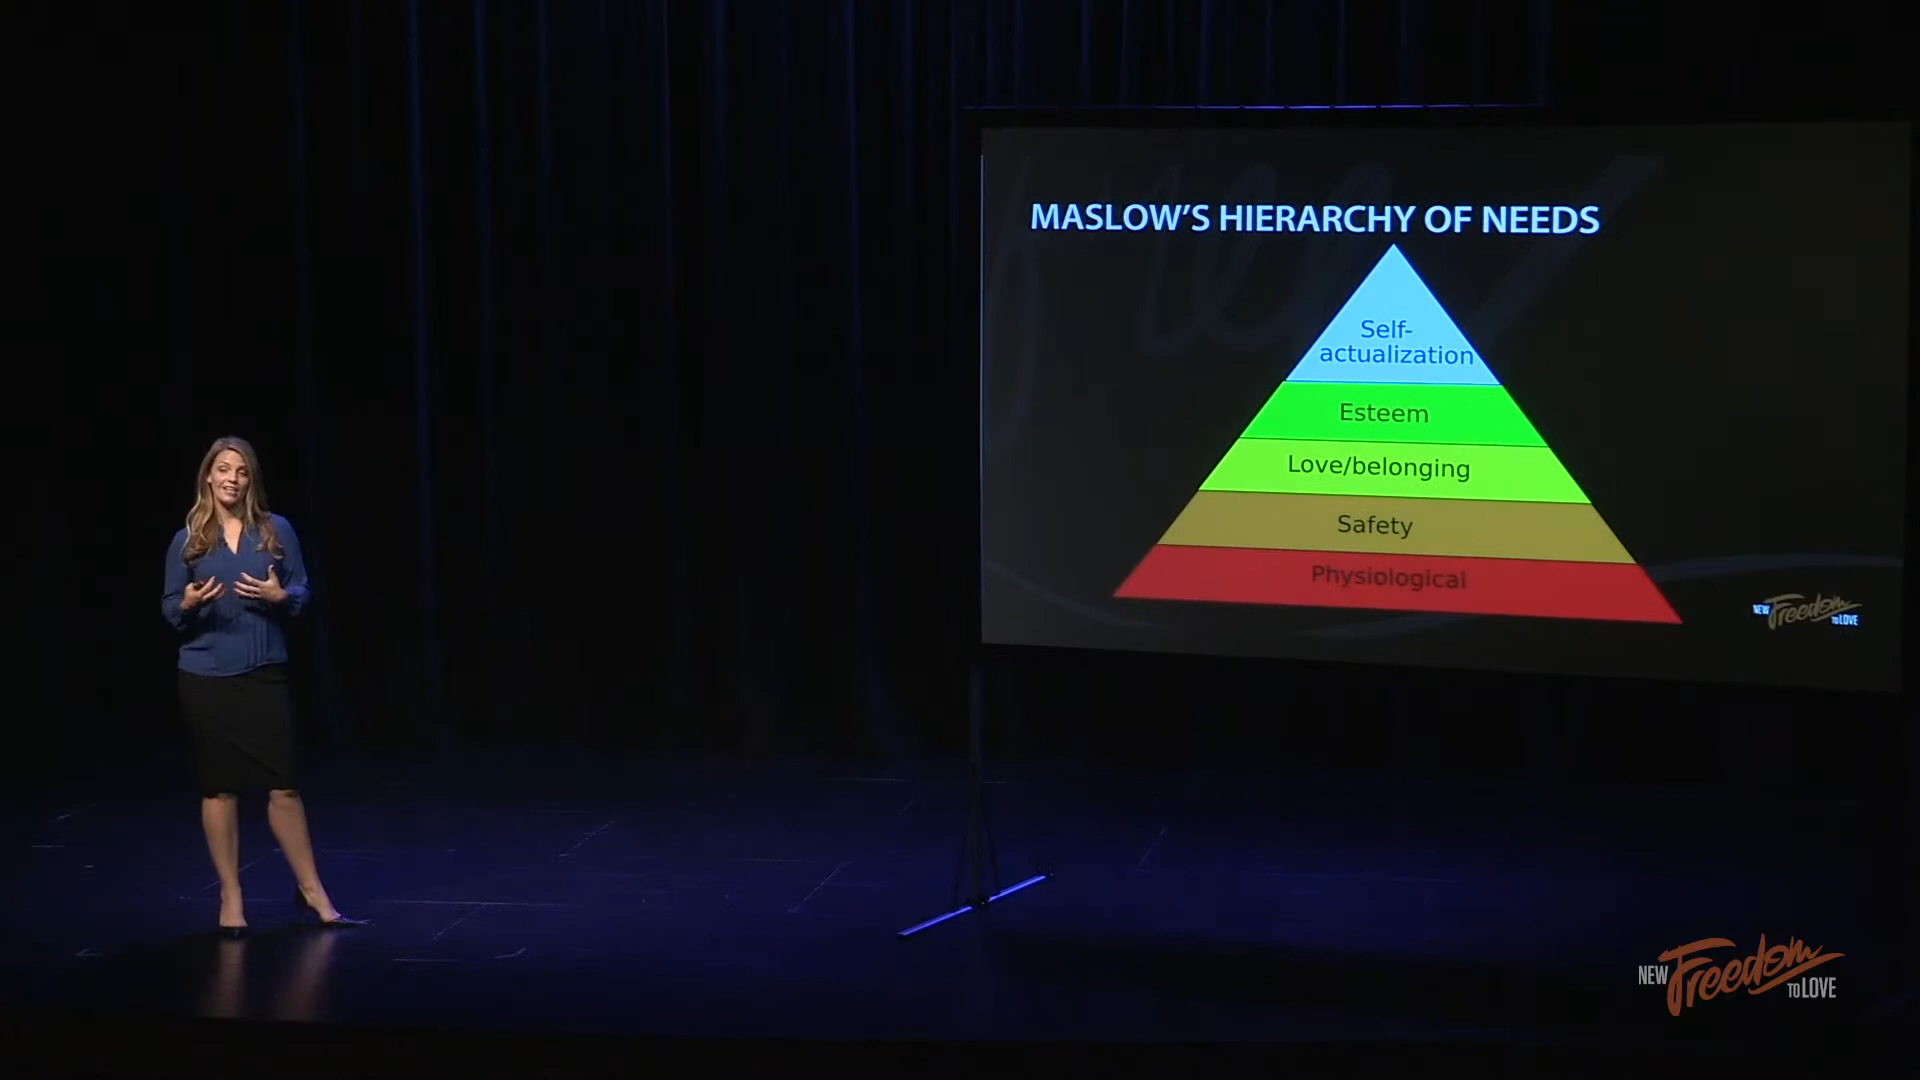 MASLOW'S HIERARCHY OF NEEDS
Self-
actualization
Esteem
Love/belonging
Safety
Physiological
NEW Freedom TO LOVE
NEW Freedom TO LOVE